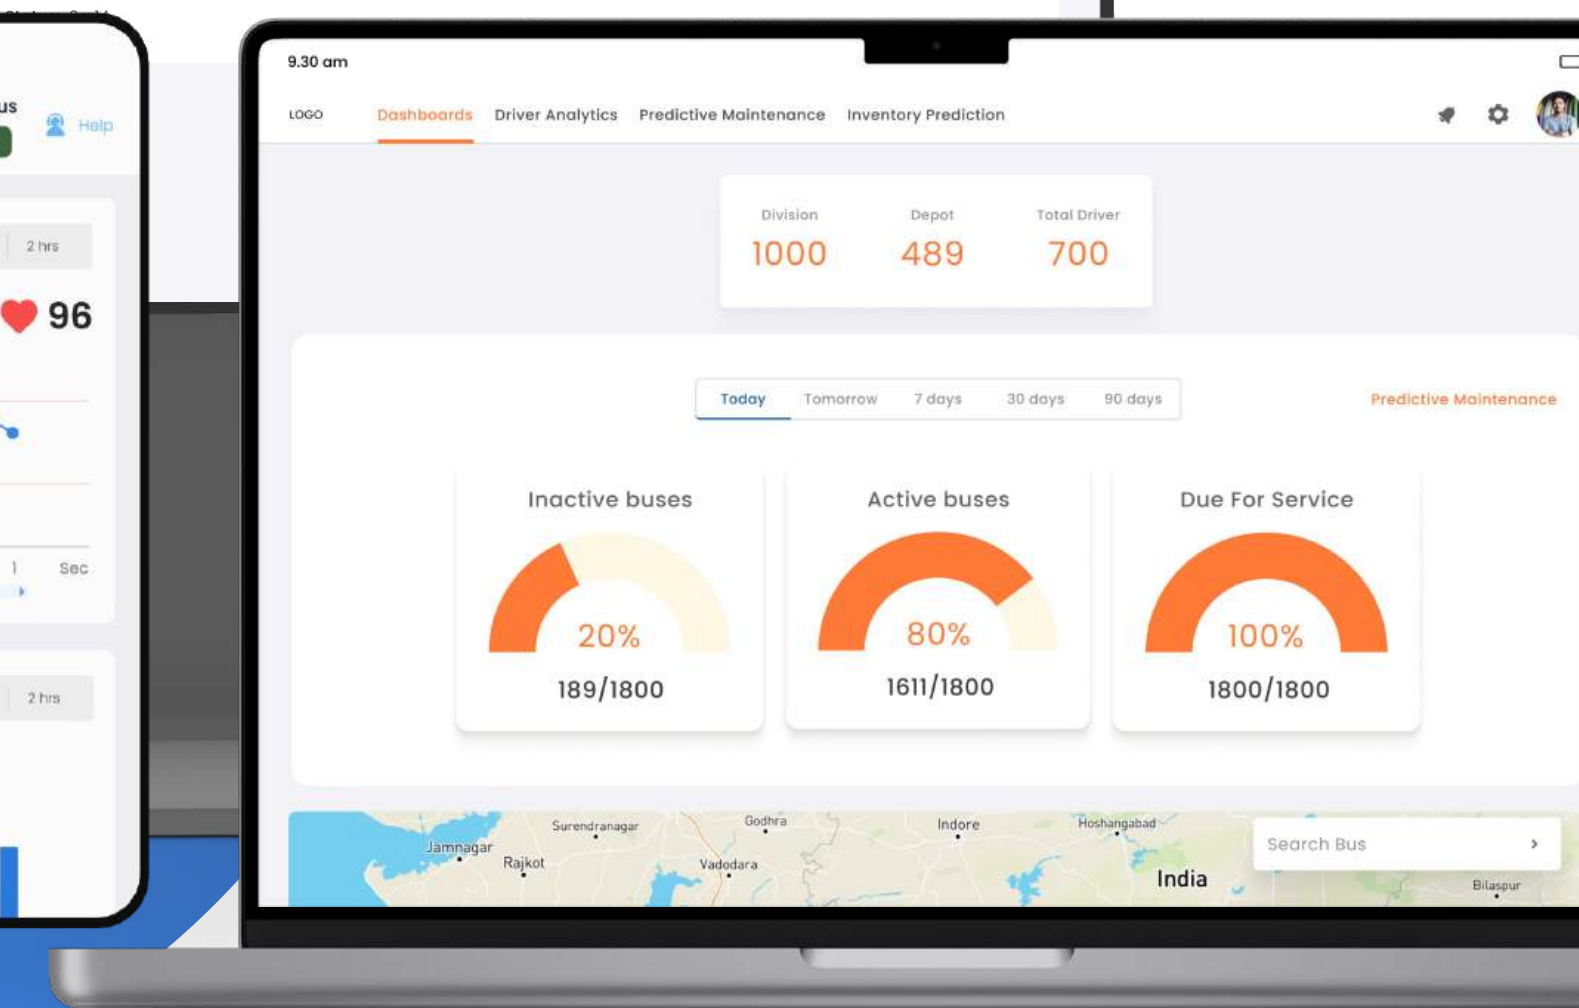 us
Help
2 hrs
96
1 Sec
2 hrs
9.30 am
LOGO Dashboards Driver Analytics Predictive Maintenance Inventory Prediction
Division Depot Total Driver
1000 489 700
Today Tomorrow 7 days 30 days 90 days
Predictive Maintenance
Inactive buses
20%
189/1800
Active buses
80%
1611/1800
Due For Service
100%
1800/1800
Surendranagar
Godhra
Indore
Hoshangabad
Jamnagar
Rajkot
Vadodara
India
Bilaspur
Search Bus